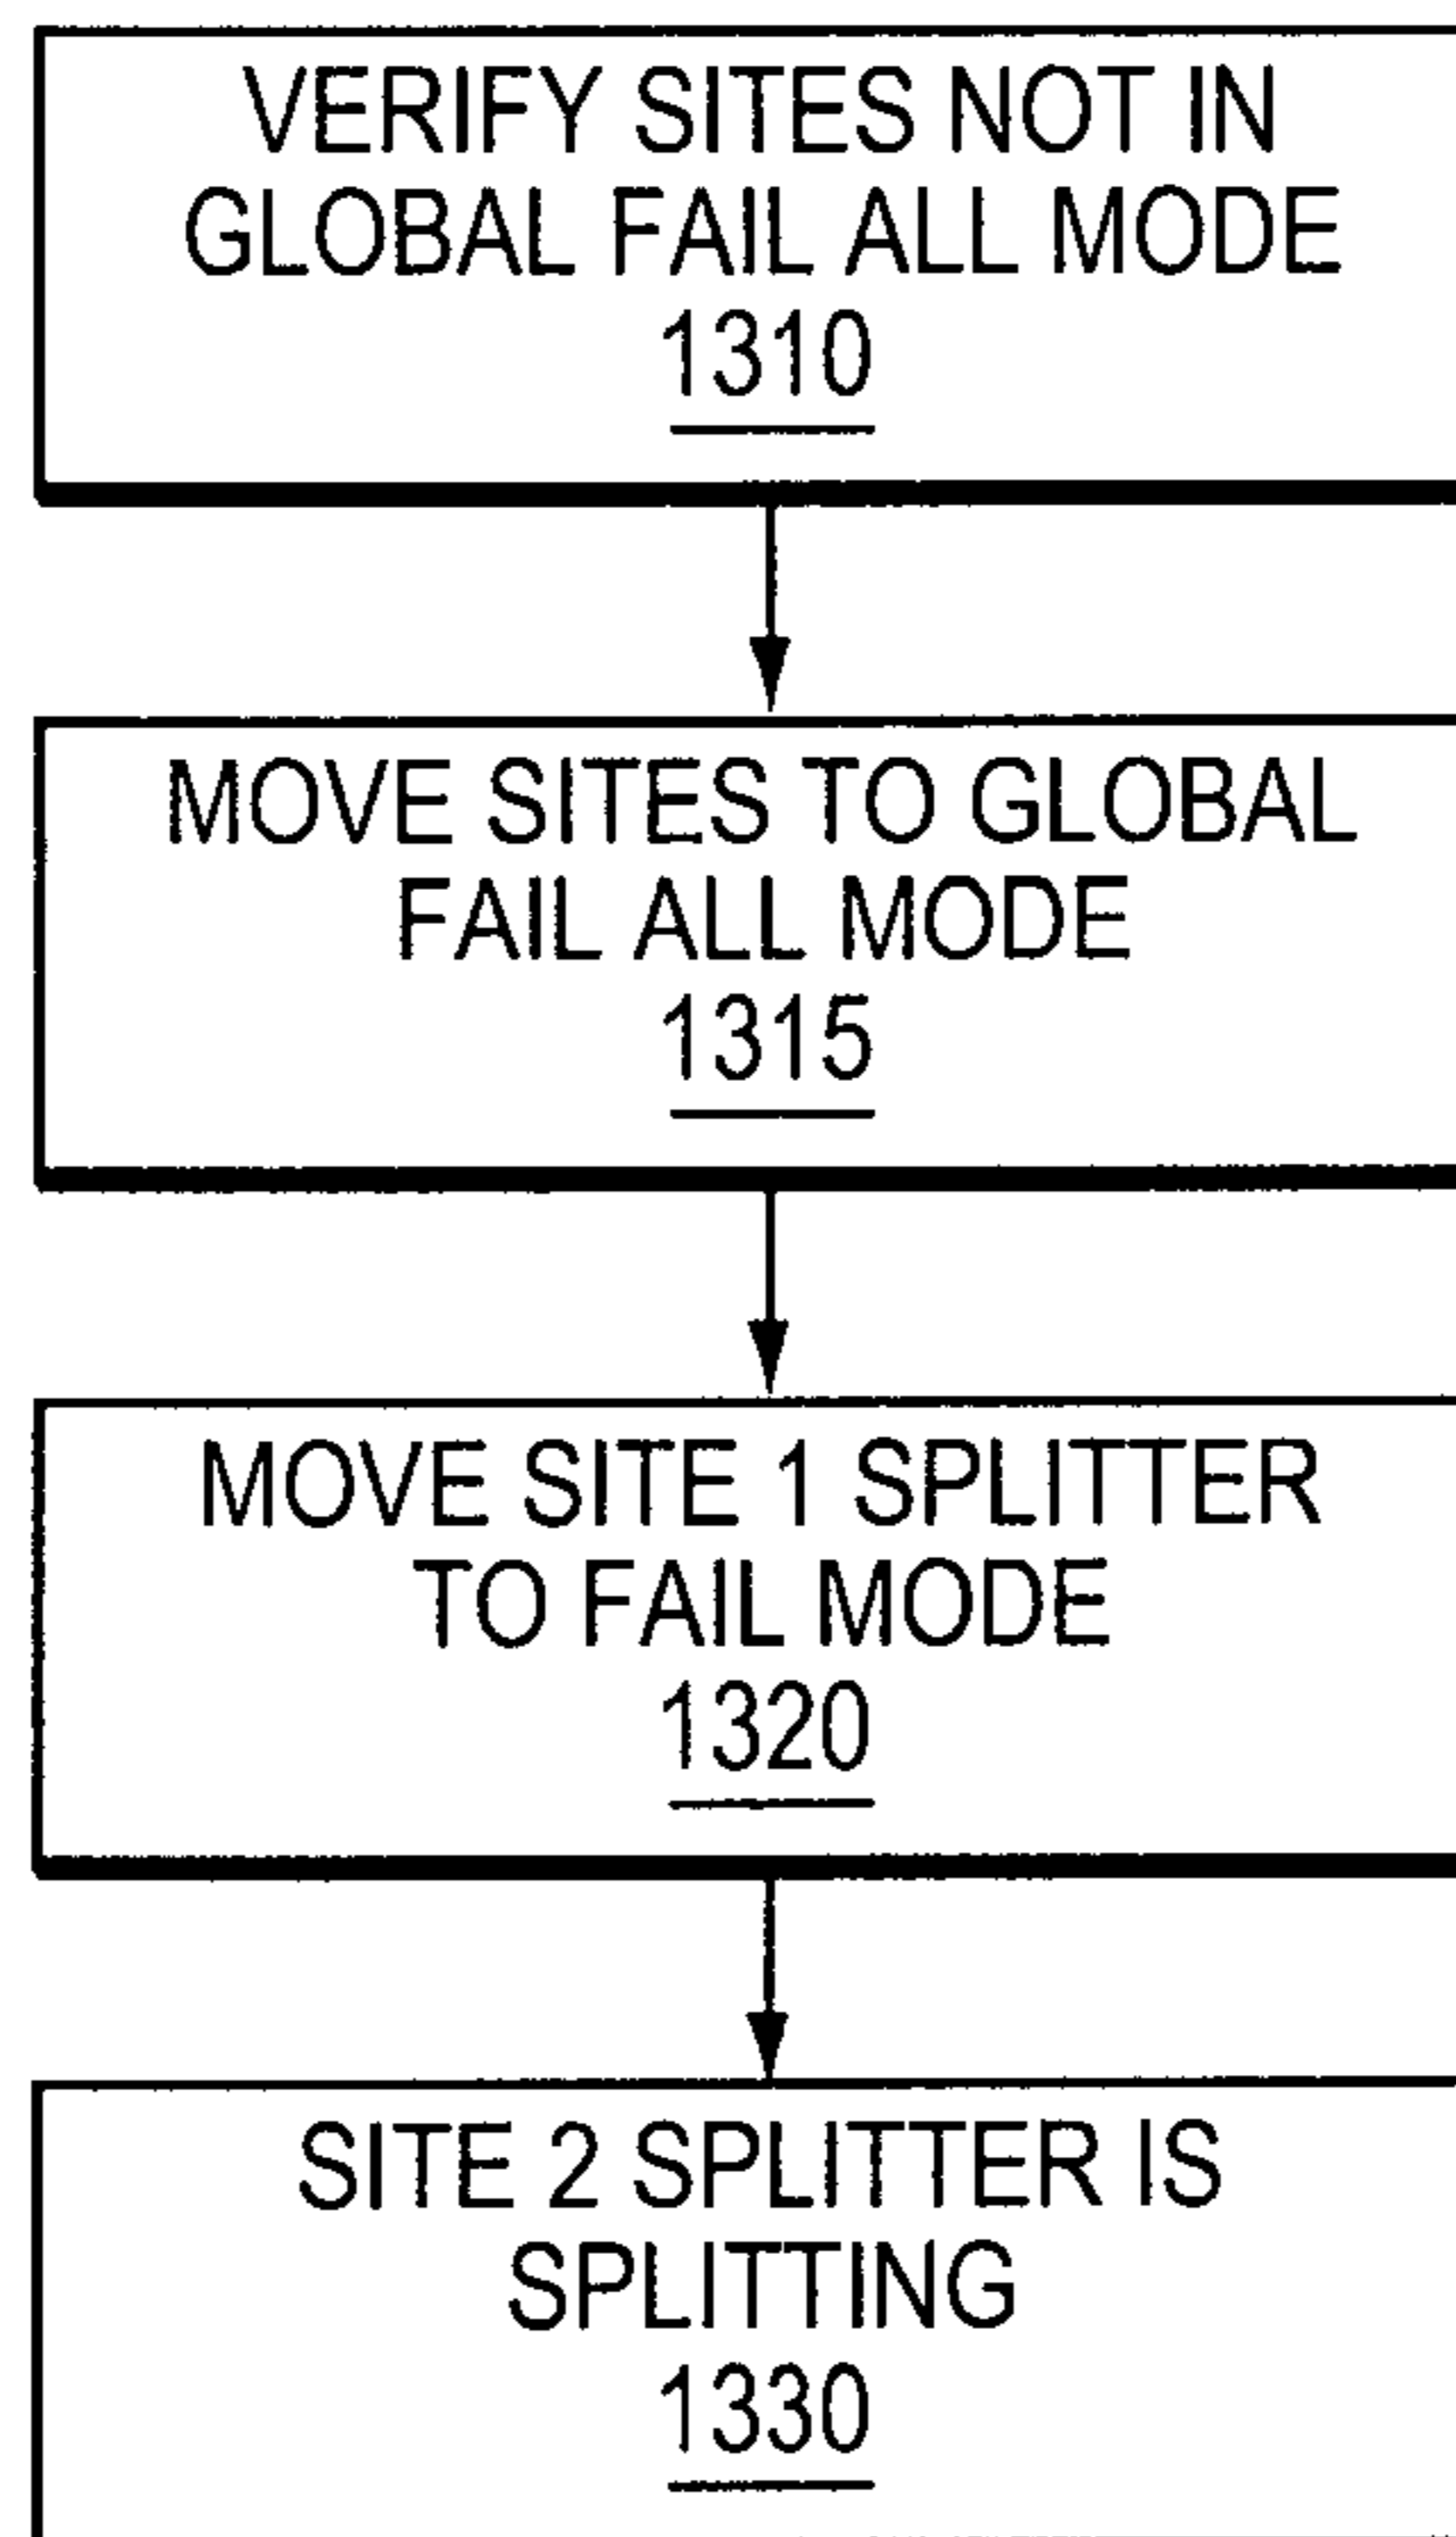 VERIFY SITES NOT IN
GLOBAL FAIL ALL MODE
1310
MOVE SITES TO GLOBAL
FAIL ALL MODE
1315
MOVE SITE 1 SPLITTER
TO FAIL MODE
1320
SITE 2 SPLITTER IS
SPLITTING
1330